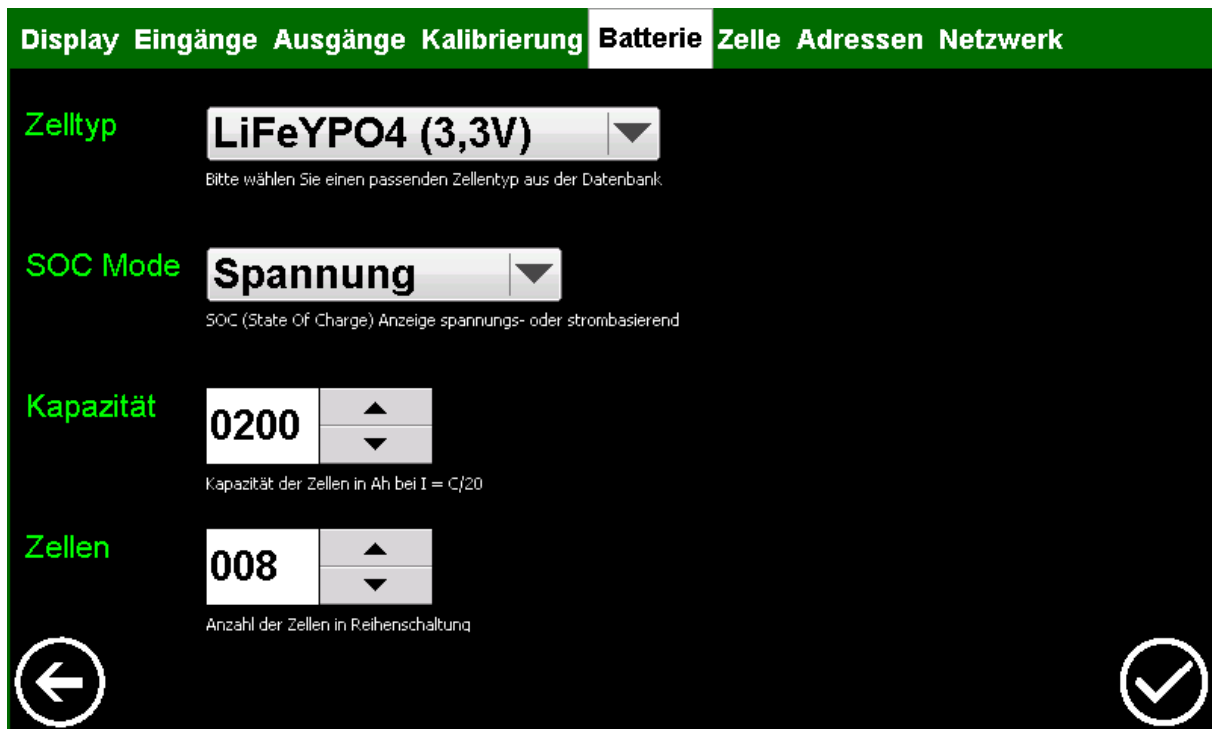 Display Eingänge Ausgänge Kalibrierung Batterie Zelle Adressen Netzwerk
Zelltyp
LiFeYPO4 (3,3V)
Bitte wählen Sie einen passenden Zellentyp aus der Datenbank
SOC Mode
Spannung
SOC (State Of Charge) Anzeige spannungs- oder strombasierend
Kapazität
0200
Kapazität der Zellen in Ah bei I = C/20
Zellen
008
Anzahl der Zellen in Reihenschaltung